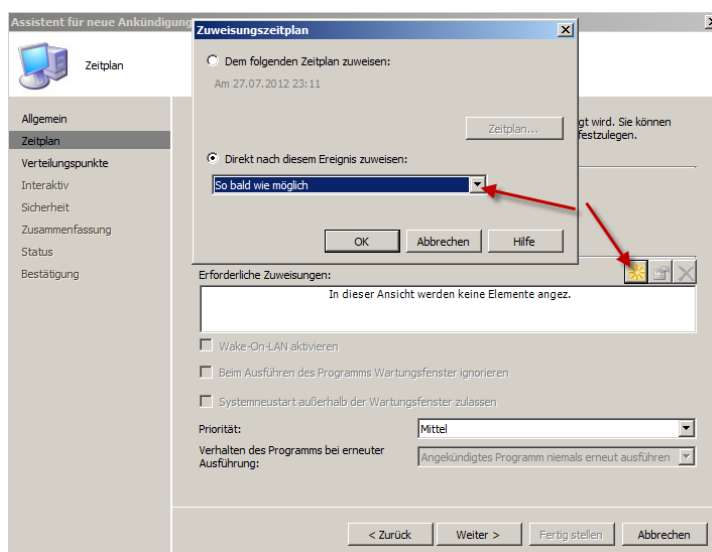 Assistent für neue Ankündigung
Zuweisungszeitplan
Zeitplan
Dem folgenden Zeitplan zuweisen:
Am 27.07.2012 23:11
Zeitplan...
Direkt nach diesem Ereignis zuweisen:
So bald wie möglich
OK
Abbrechen
Hilfe
gt wird. Sie können
festzulegen.
Allgemein
Zeitplan
Verteilungspunkte
Interaktiv
Sicherheit
Zusammenfassung
Status
Bestätigung
Erforderliche Zuweisungen:
In dieser Ansicht werden keine Elemente angez.
Wake-On-LAN aktivieren
Beim Ausführen des Programms Wartungsfenster ignorieren
Systemneustart außerhalb der Wartungsfenster zulassen
Priorität:
Mittel
Verhalten des Programms bei erneuter
Ausführung:
Angekündigtes Programm niemals erneut ausführen
< Zurück
Weiter >
Fertig stellen
Abbrechen